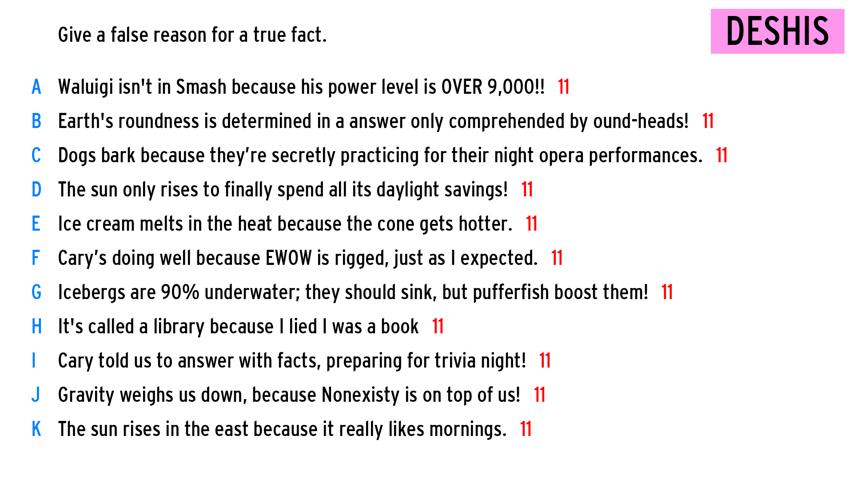 Give a false reason for a true fact.
DESHIS
A Waluigi isn't in Smash because his power level is OVER 9,000!! 11
B Earth's roundness is determined in a answer only comprehended by ound-heads! 11
C Dogs bark because they’re secretly practicing for their night opera performances. 11
D The sun only rises to finally spend all its daylight savings! 11
E Ice cream melts in the heat because the cone gets hotter. 11
F Cary’s doing well because EWOW is rigged, just as I expected. 11
G Icebergs are 90% underwater; they should sink, but pufferfish boost them! 11
H It's called a library because I lied I was a book 11
I Cary told us to answer with facts, preparing for trivia night! 11
J Gravity weighs us down, because Nonexisty is on top of us! 11
K The sun rises in the east because it really likes mornings. 11